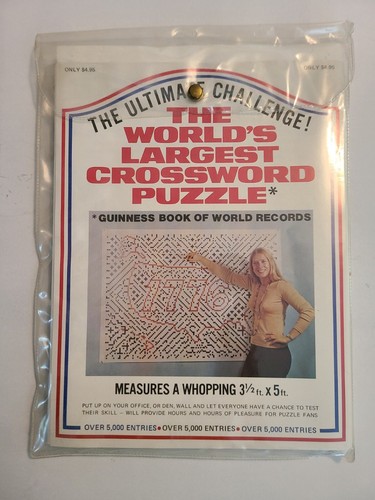 ONLY $4.95
ONLY $4.95
THE ULTIMATE CHALLENGE!
THE
WORLD'S
LARGEST
CROSSWORD
PUZZLE*
*GUINNESS BOOK OF WORLD RECORDS
1776
MEASURES A WHOPPING 3½ ft. X 5 ft.
PUT UP ON YOUR OFFICE, OR DEN, WALL AND LET EVERYONE HAVE A CHANCE TO TEST
THEIR SKILL – WILL PROVIDE HOURS AND HOURS OF PLEASURE FOR PUZZLE FANS
OVER 5,000 ENTRIES • OVER 5,000 ENTRIES • OVER 5,000 ENTRIES